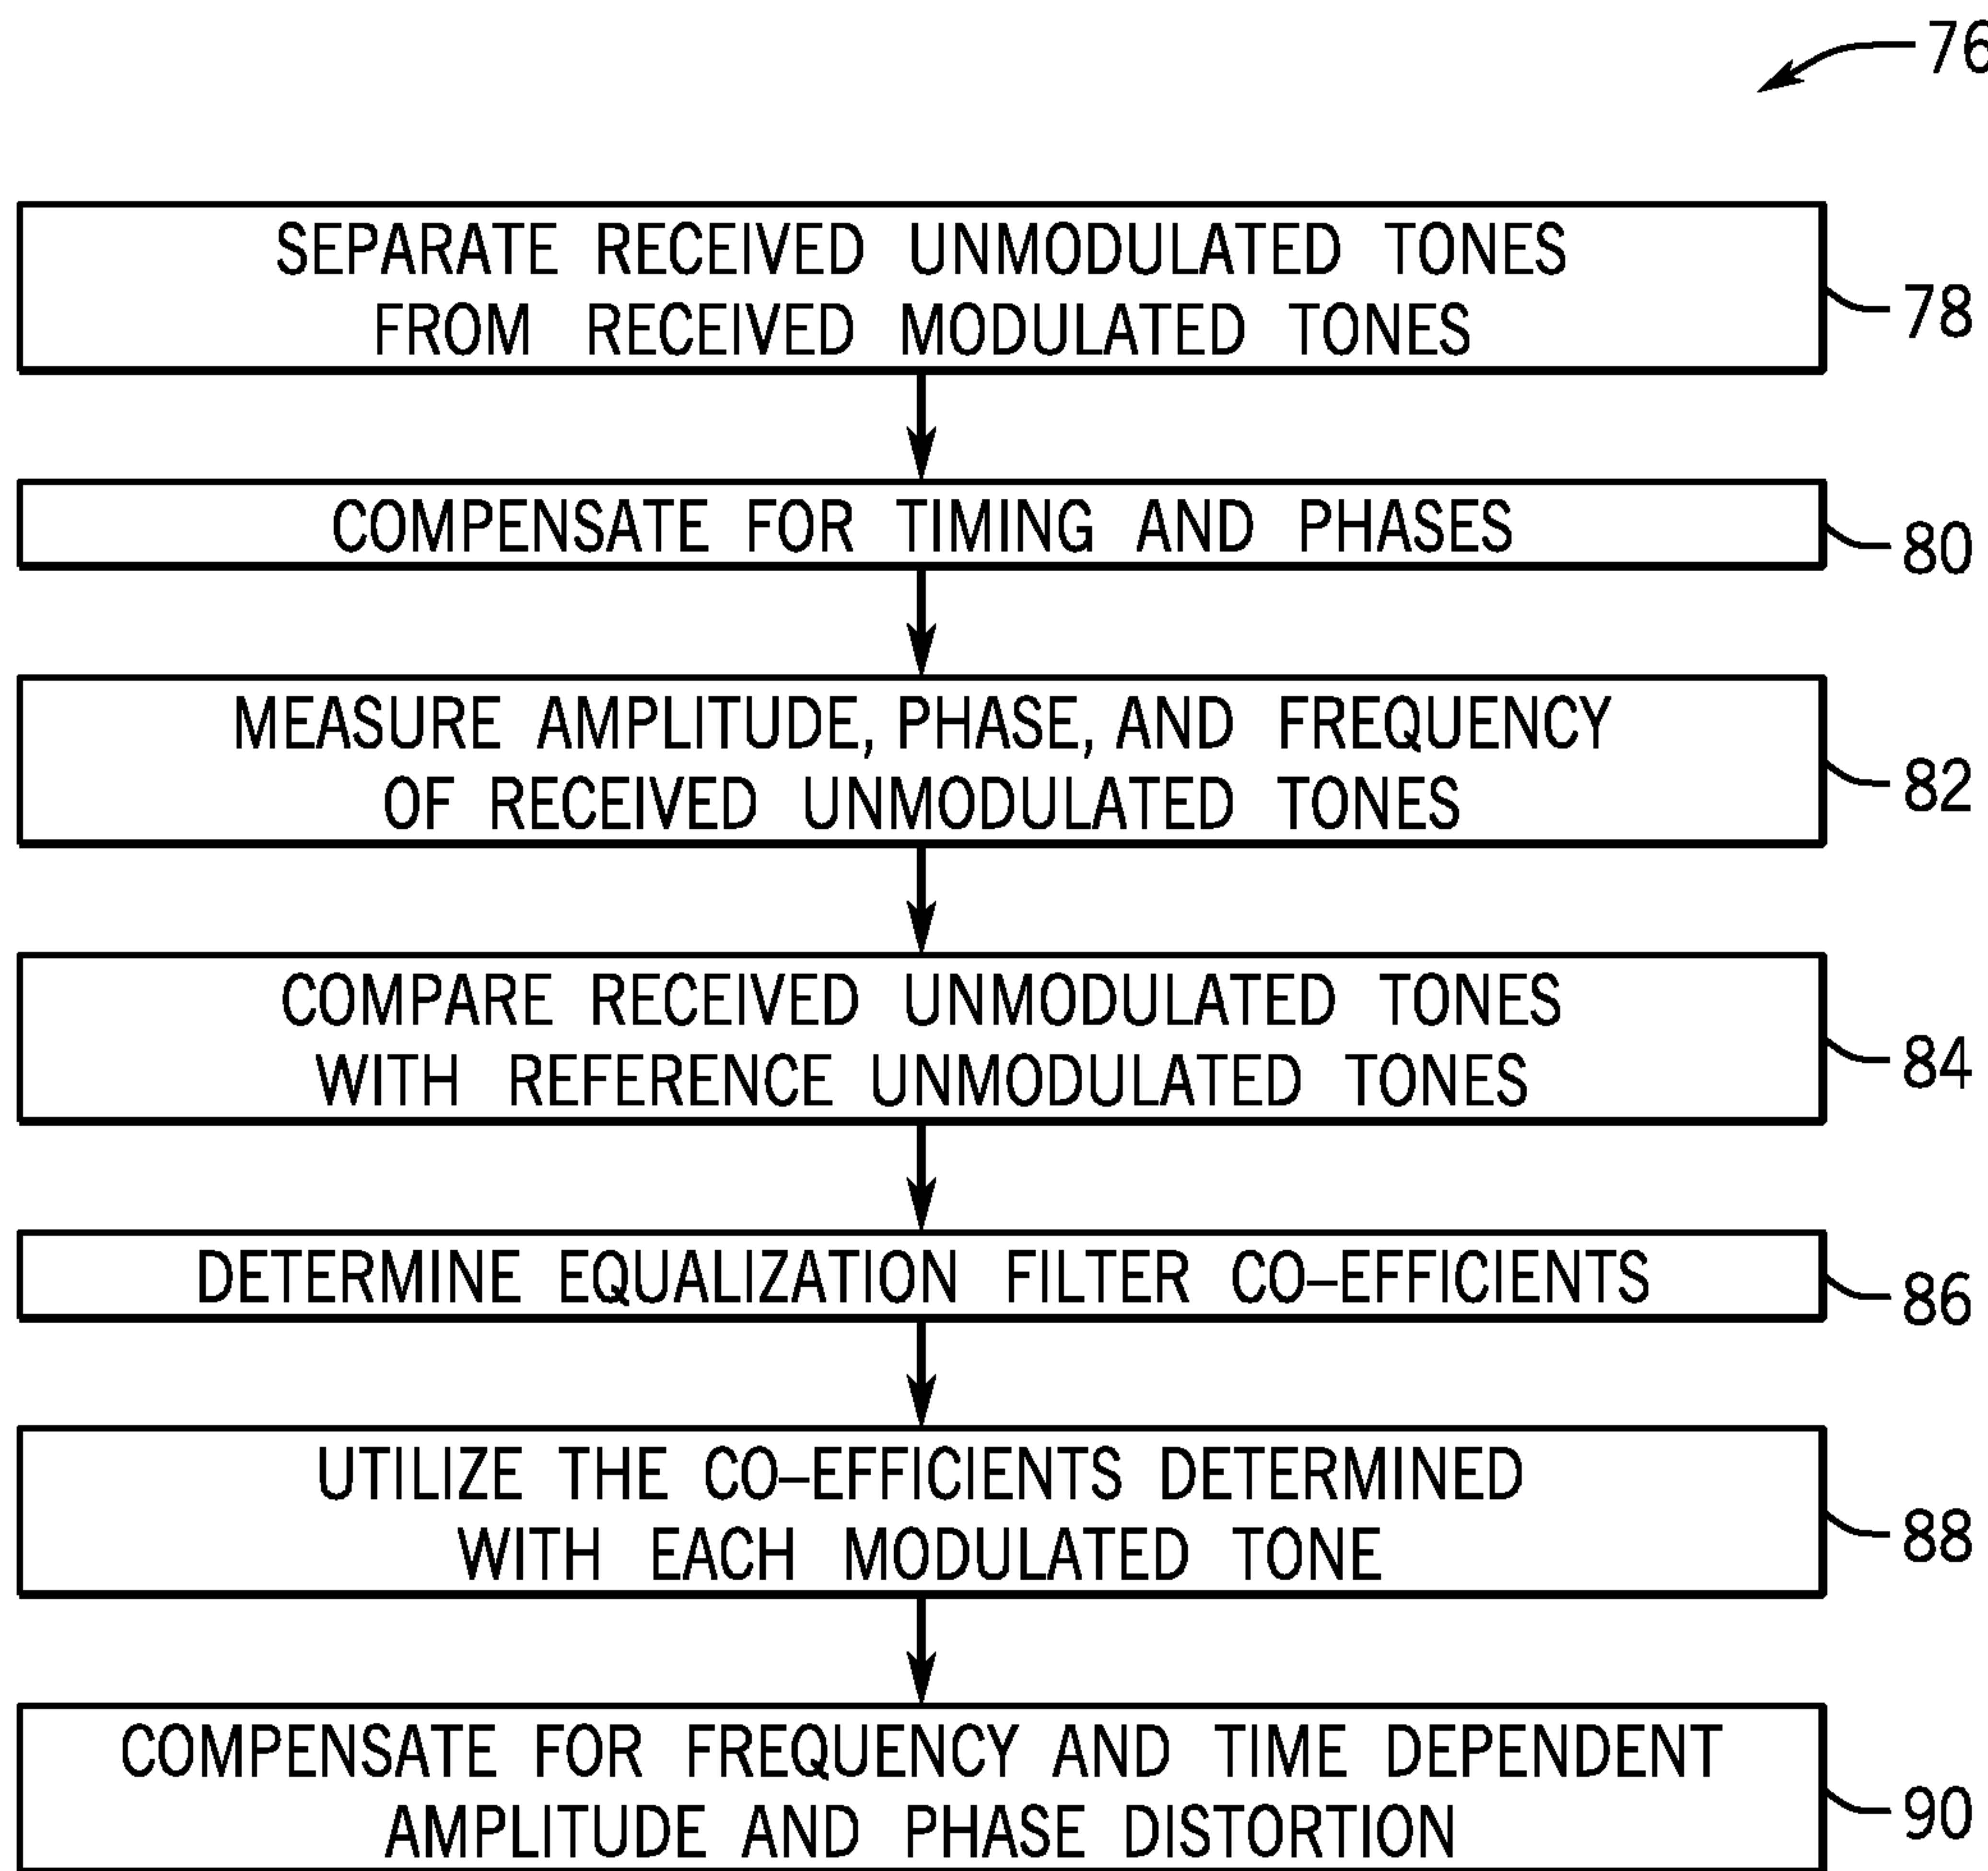 76
SEPARATE RECEIVED UNMODULATED TONES
FROM RECEIVED MODULATED TONES
78
COMPENSATE FOR TIMING AND PHASES
80
MEASURE AMPLITUDE, PHASE, AND FREQUENCY
OF RECEIVED UNMODULATED TONES
82
COMPARE RECEIVED UNMODULATED TONES
WITH REFERENCE UNMODULATED TONES
84
DETERMINE EQUALIZATION FILTER CO–EFFICIENTS
86
UTILIZE THE CO–EFFICIENTS DETERMINED
WITH EACH MODULATED TONE
88
COMPENSATE FOR FREQUENCY AND TIME DEPENDENT
AMPLITUDE AND PHASE DISTORTION
90